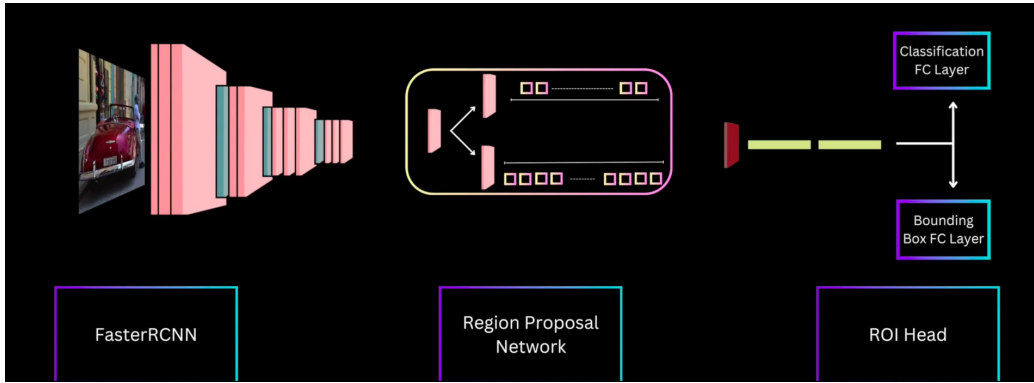 Classification
FC Layer
Bounding
Box FC Layer
FasterRCNN
Region Proposal
Network
ROI Head